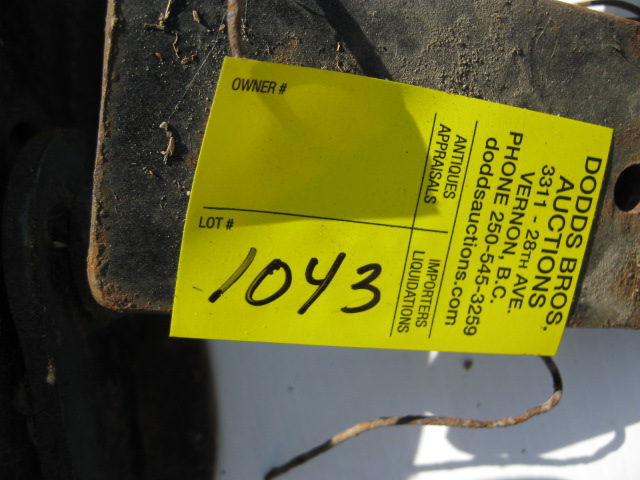 OWNER #
LOT #
1043
DODDS BROS.
AUCTIONS
3311 - 28TH AVE.
VERNON, B.C.
PHONE 250-545-3259
doddsauctions.com
ANTIQUES
APPRAISALS
IMPORTERS
LIQUIDATIONS